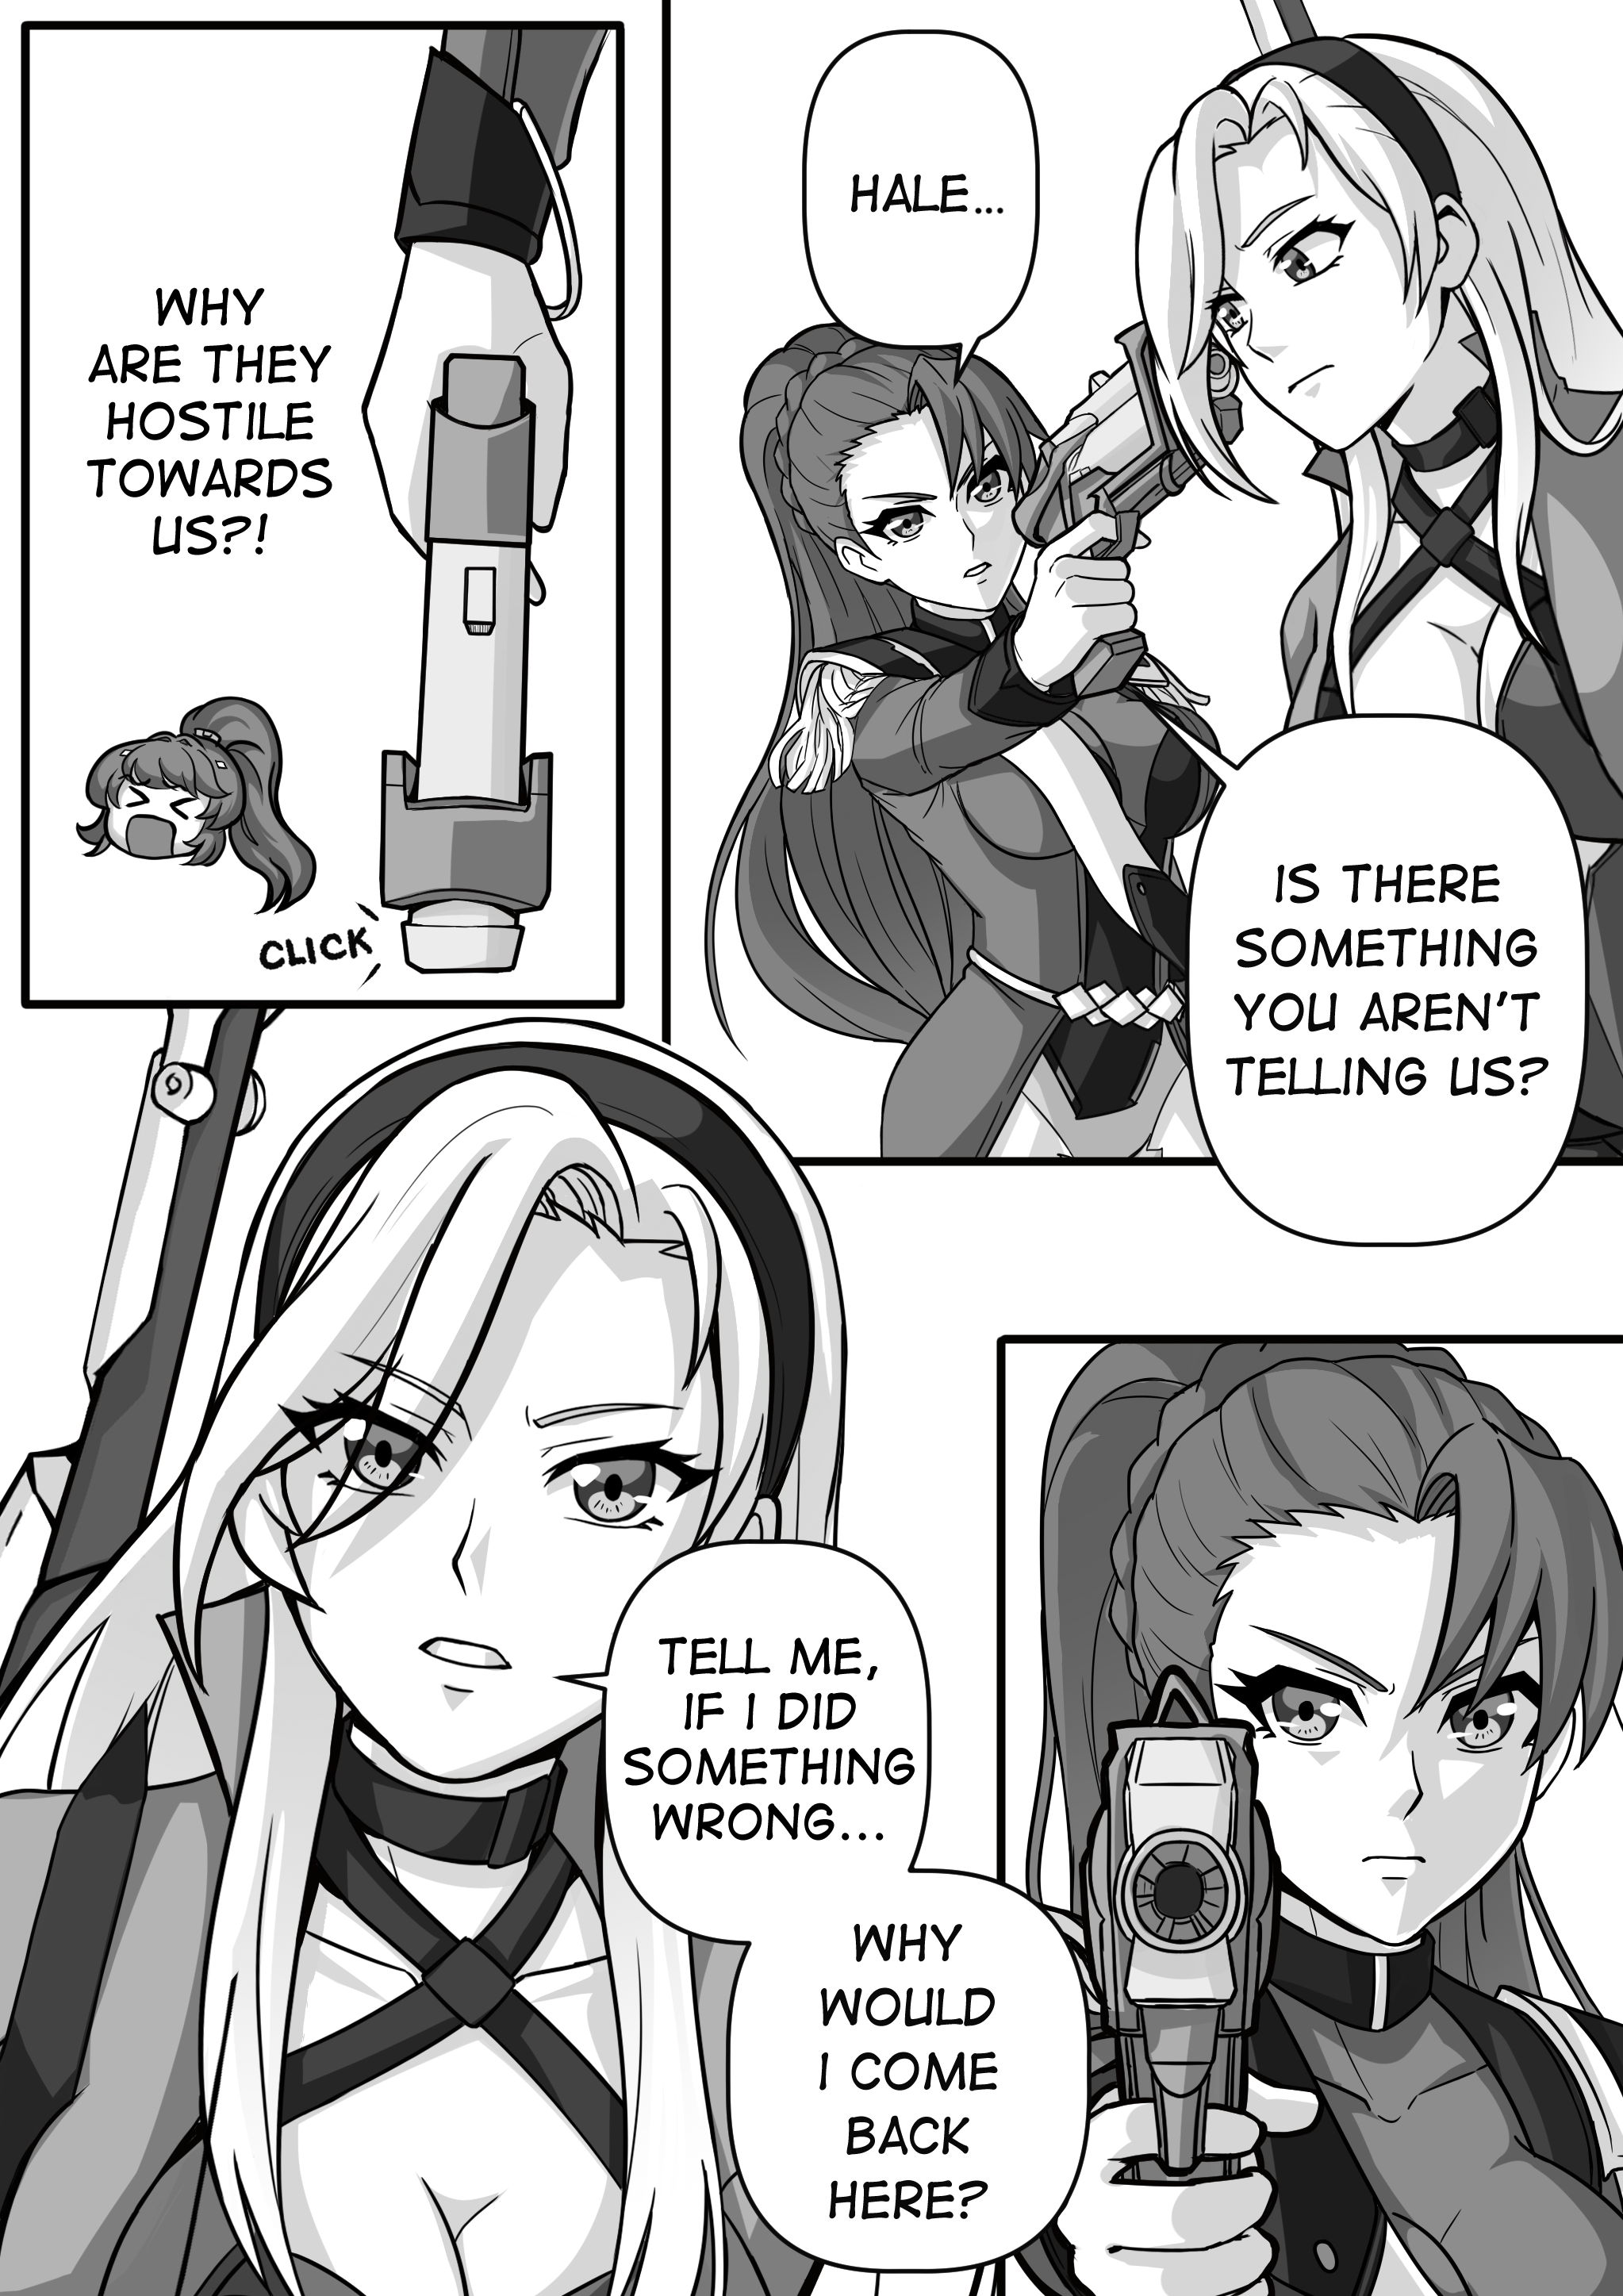 WHY
ARE THEY
HOSTILE
TOWARDS
US?!
CLICK
HALE...
IS THERE
SOMETHING
YOU AREN'T
TELLING US?
TELL ME,
IF I DID
SOMETHING
WRONG...
WHY
WOULD
I COME
BACK
HERE?